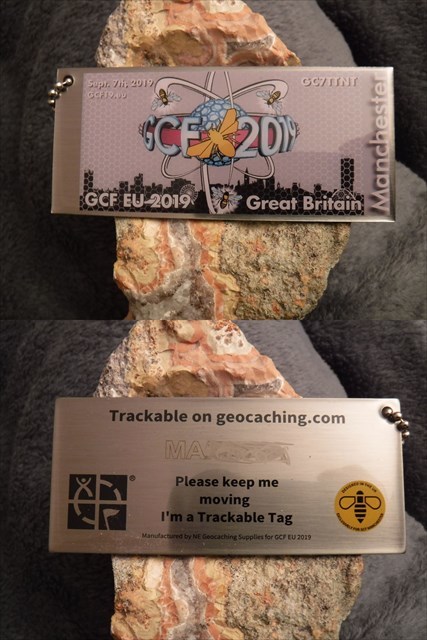 Sept. 7th, 2019
GC7TTNT
GCF 2019
GCF EU 2019
Great Britain
Manchester
Trackable on geocaching.com
Please keep me
moving
I'm a Trackable Tag
Manufactured by NE Geocaching Supplies for GCF EU 2019